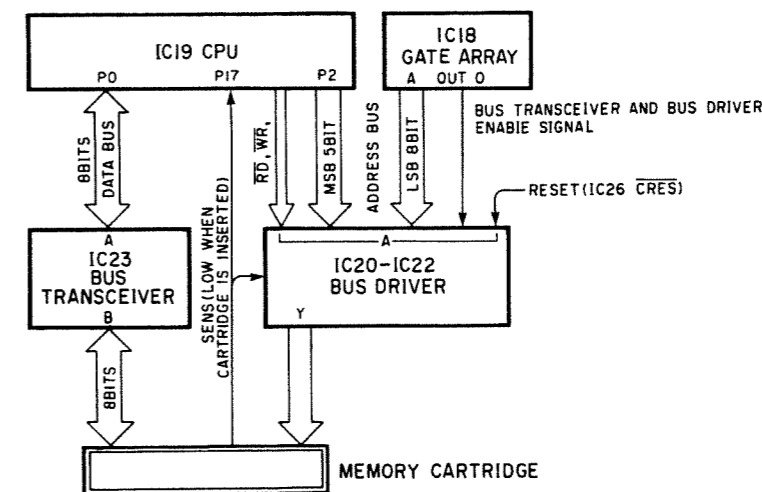 IC19 CPU
P0
P17
P2
IC18
GATE ARRAY
A OUT 0
8BITS
DATA BUS
RD, WR,
MSB 5BIT
ADDRESS BUS
LSB 8BIT
BUS TRANSCEIVER AND BUS DRIVER
ENABIE SIGNAL
RESET(IC26 CRES)
A
IC23
BUS
TRANSCEIVER
B
SENS(LOW WHEN
CARTRIDGE IS INSERTED)
A
IC20-IC22
BUS DRIVER
Y
8BITS
MEMORY CARTRIDGE